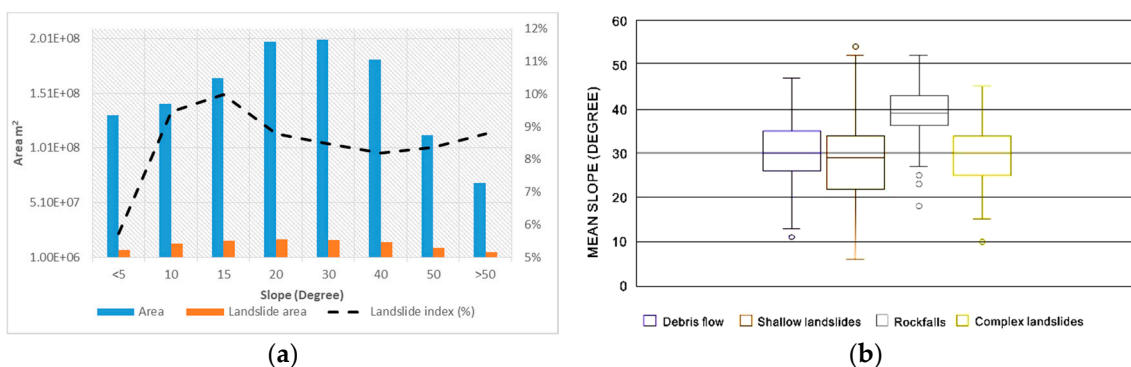 2.01E+08
1.51E+08
1.01E+08
5.10E+07
1.00E+06
Area m²
12%
11%
10%
9%
8%
7%
6%
5%
<5 10 15 20 30 40 50 >50
Slope (Degree)
Area Landslide area Landslide index (%)
(a)
60
50
40
30
20
10
0
MEAN SLOPE (DEGREE)
Debris flow Shallow landslides Rockfalls Complex landslides
(b)